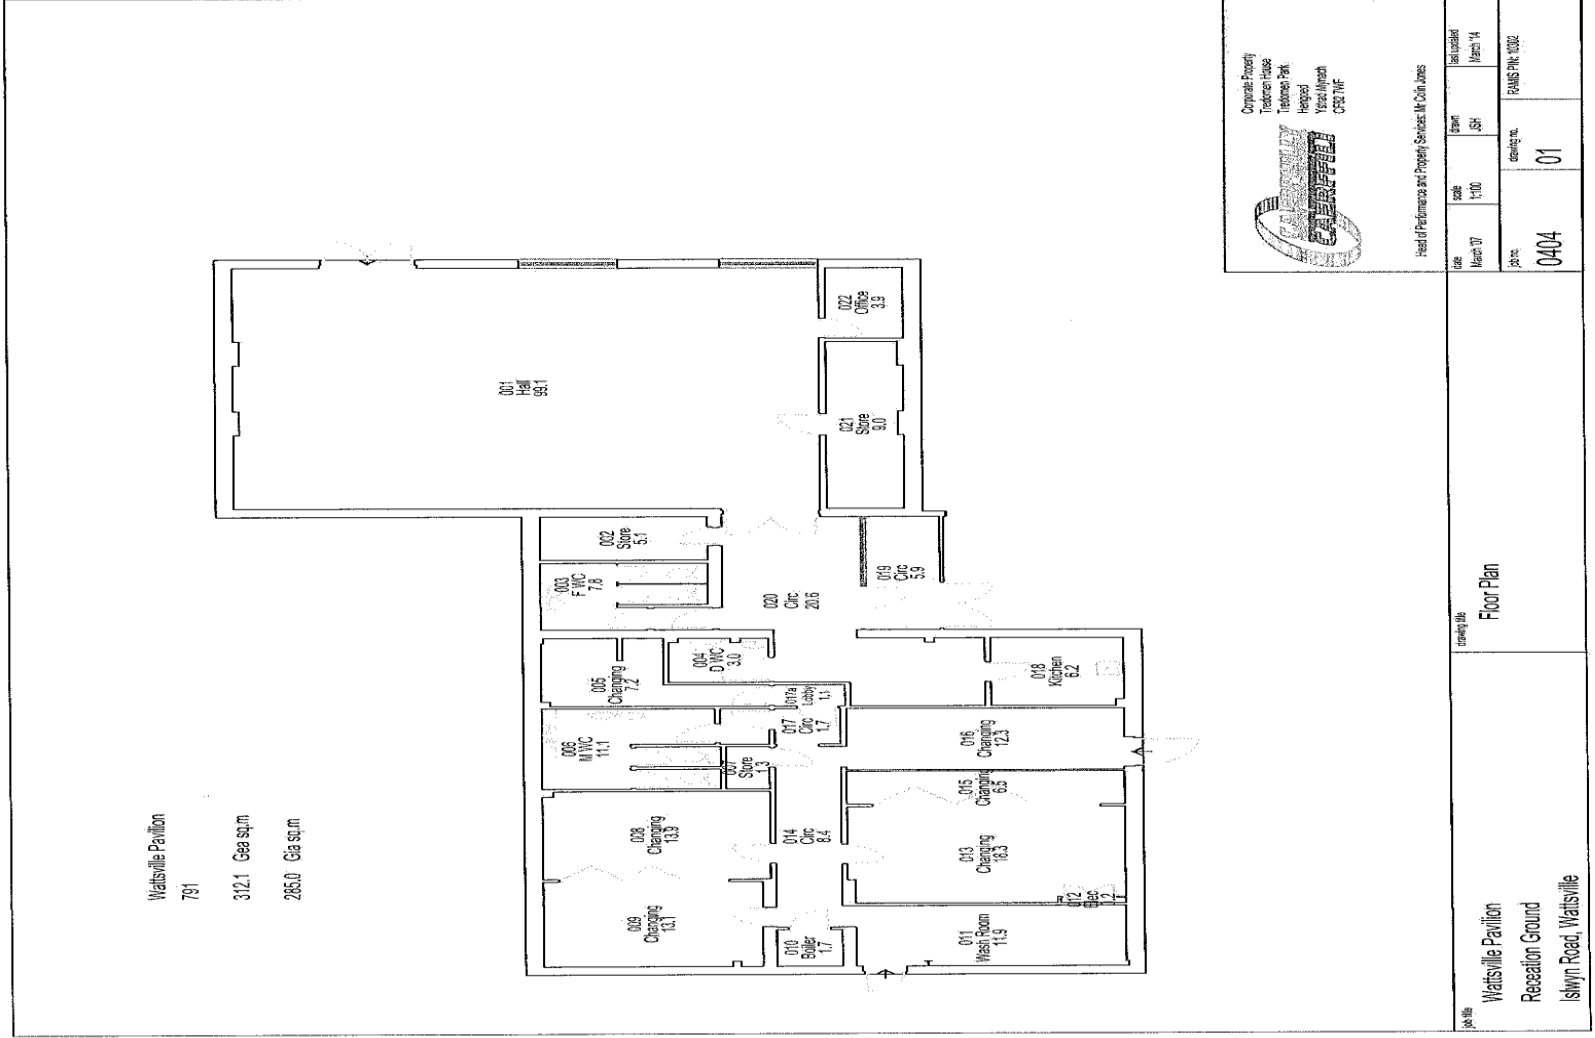 Wattsville Pavilion
791
312.1 Gea sq.m
285.0 Gia sq.m
001
Hall
99.1
022
Office
3.9
021
Store
9.0
002
Store
5.1
003
F WC
7.8
020
Circ
20.6
019
Circ
5.9
004
D WC
3.0
005
Changing
7.2
018
Kitchen
6.2
017a
Lobby
1.1
017
Circ
1.7
006
M WC
11.1
007
Store
1.3
016
Changing
12.3
015
Changing
6.5
008
Changing
13.9
014
Circ
8.4
013
Changing
18.3
012
Elec
009
Changing
13.1
010
Boiler
1.7
011
Wash Room
11.9
Corporate Property
Tredomen House
Tredomen Park
Hengoed
Ystrad Mynach
CF82 7WF
CAERPHILLY
CAERFFILI
Head of Performance and Property Services: Mr Colin Jones
date
March '07
scale
1:100
drawn
JSH
last updated
March '14
job no.
0404
drawing no.
01
RAMIS PIN: 10302
drawing title
Floor Plan
job title
Wattsville Pavilion
Receation Ground
Islwyn Road, Wattsville